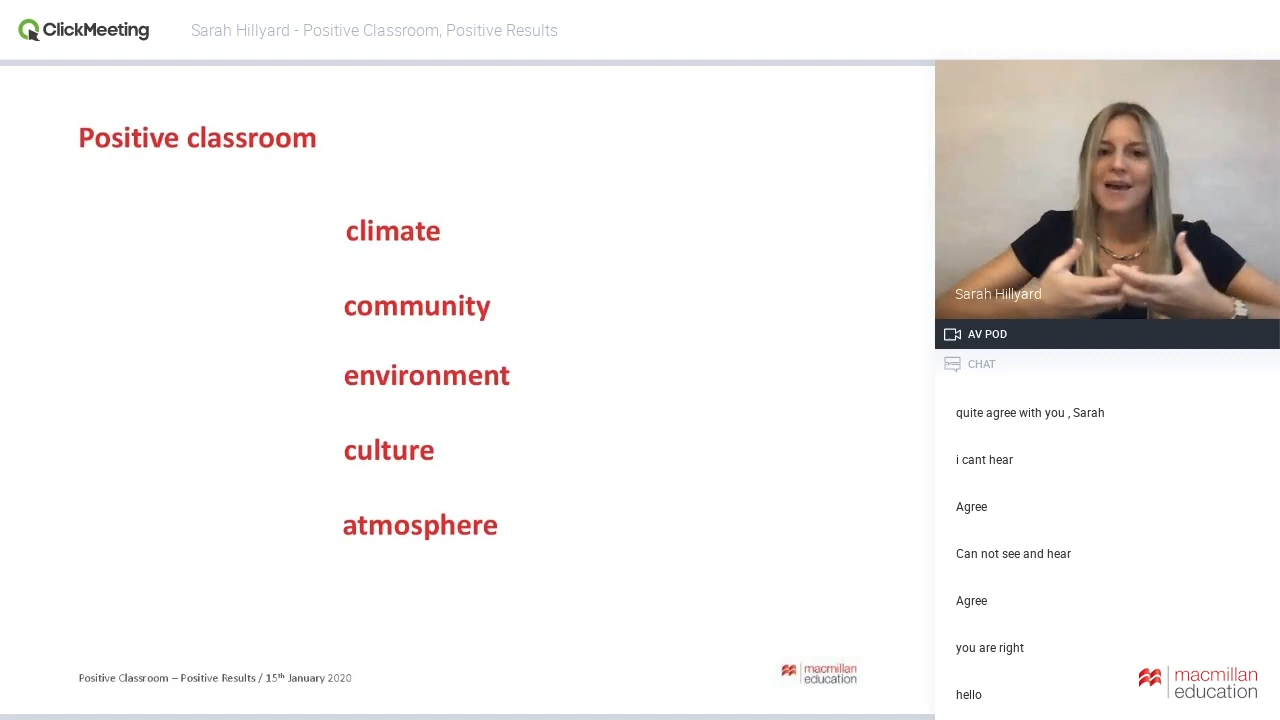 ClickMeeting
Sarah Hillyard - Positive Classroom, Positive Results
Positive classroom
climate
community
environment
culture
atmosphere
Positive Classroom – Positive Results / 15th January 2020
macmillan
education
Sarah Hillyard
AV POD
CHAT
quite agree with you , Sarah
i cant hear
Agree
Can not see and hear
Agree
you are right
hello
macmillan
education